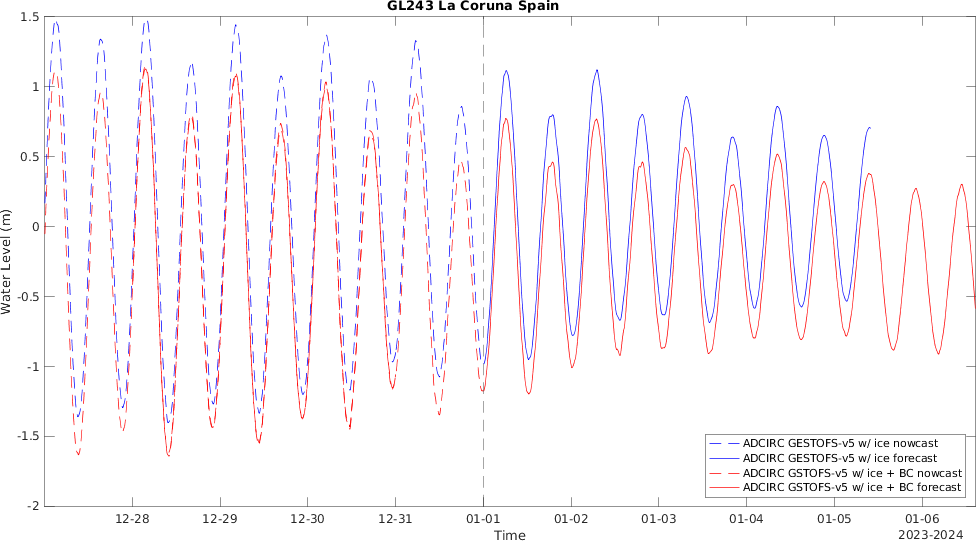 GL243 La Coruna Spain
1.5
1
0.5
0
-0.5
-1
-1.5
-2
Water Level (m)
12-28 12-29 12-30 12-31 01-01 01-02 01-03 01-04 01-05 01-06
Time
2023-2024
ADCIRC GESTOFS-v5 w/ ice nowcast
ADCIRC GESTOFS-v5 w/ ice forecast
ADCIRC GSTOFS-v5 w/ ice + BC nowcast
ADCIRC GSTOFS-v5 w/ ice + BC forecast